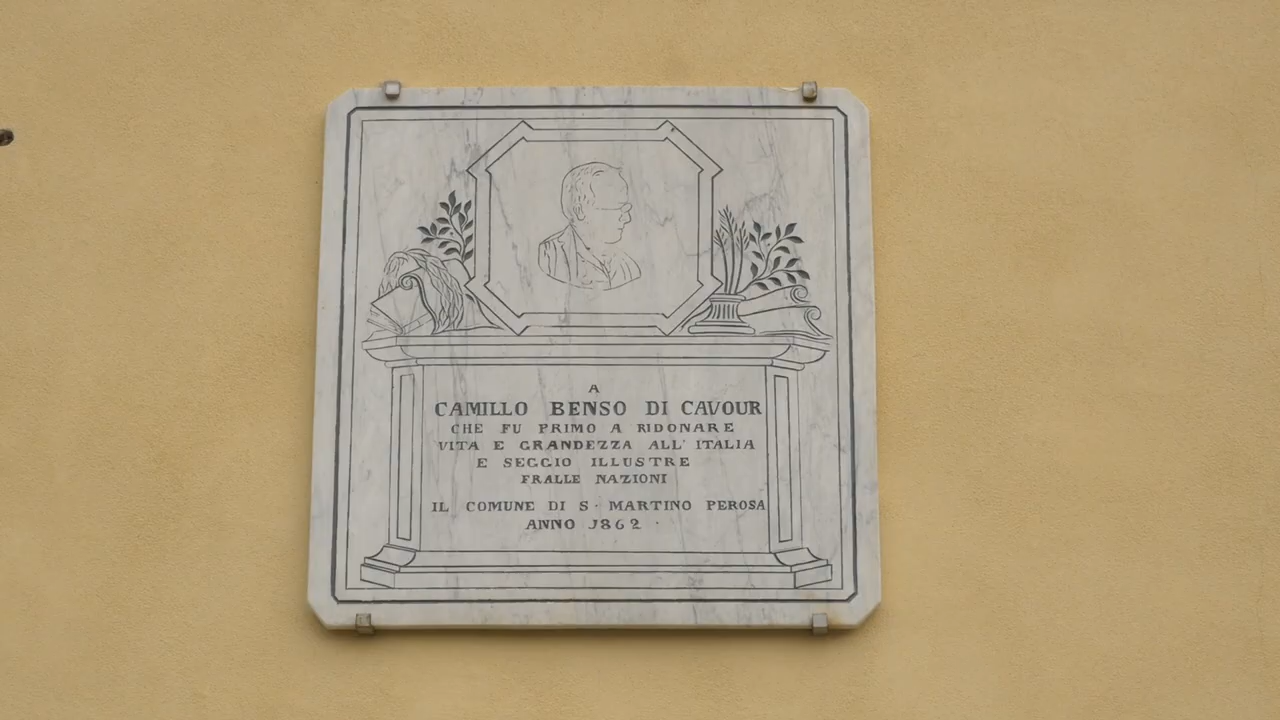 A
CAMILLO BENSO DI CAVOUR
CHE FU PRIMO A RIDONARE
VITA E GRANDEZZA ALL' ITALIA
E SEGGIO ILLUSTRE
FRALLE NAZIONI
IL COMUNE DI S. MARTINO PEROSA
ANNO 1862.